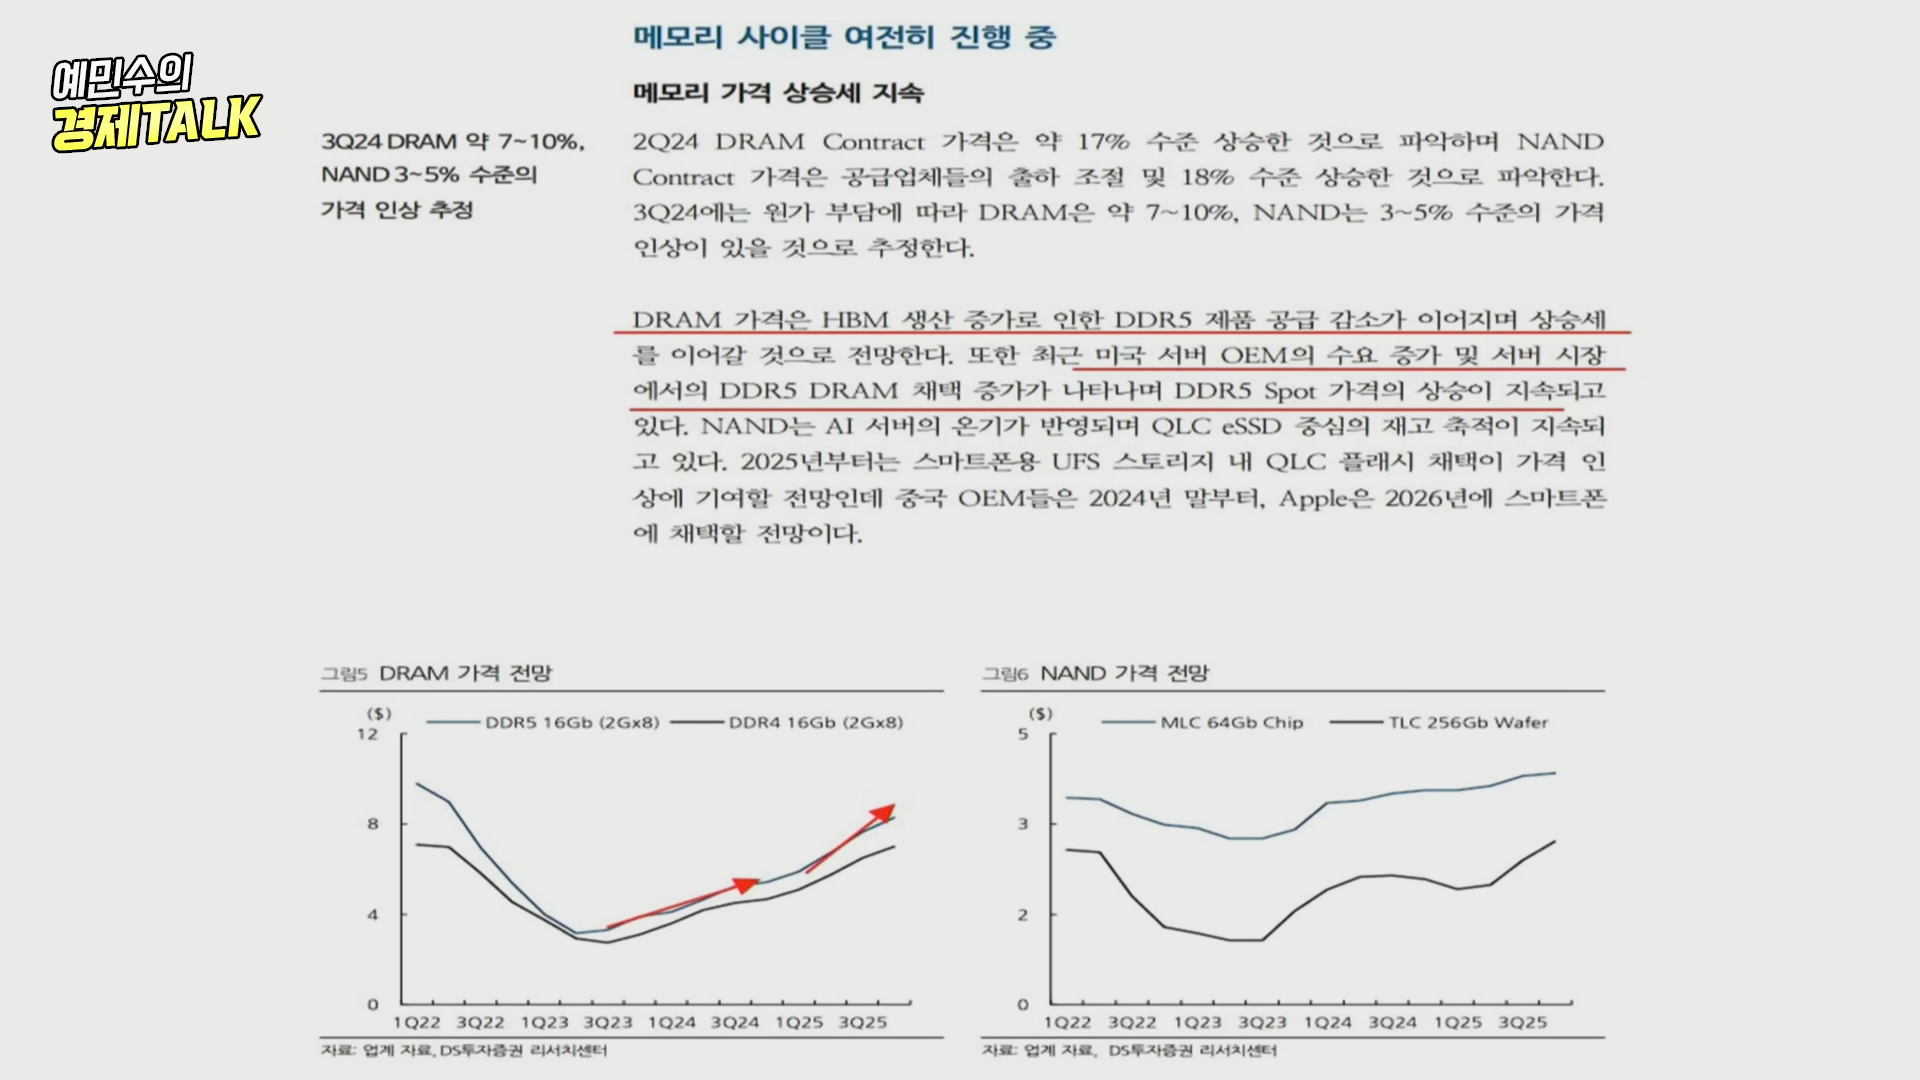 예민수의
경제TALK
메모리 사이클 여전히 진행 중
메모리 가격 상승세 지속
3Q24 DRAM 약 7~10%,
NAND 3~5% 수준의
가격 인상 추정
2Q24 DRAM Contract 가격은 약 17% 수준 상승한 것으로 파악하며 NAND
Contract 가격은 공급업체들의 출하 조절 및 18% 수준 상승한 것으로 파악한다.
3Q24에는 원가 부담에 따라 DRAM은 약 7~10%, NAND는 3~5% 수준의 가격
인상이 있을 것으로 추정한다.
DRAM 가격은 HBM 생산 증가로 인한 DDR5 제품 공급 감소가 이어지며 상승세
를 이어갈 것으로 전망한다. 또한 최근 미국 서버 OEM의 수요 증가 및 서버 시장
에서의 DDR5 DRAM 채택 증가가 나타나며 DDR5 Spot 가격의 상승이 지속되고
있다. NAND는 AI 서버의 온기가 반영되며 QLC eSSD 중심의 재고 축적이 지속되
고 있다. 2025년부터는 스마트폰용 UFS 스토리지 내 QLC 플래시 채택이 가격 인
상에 기여할 전망인데 중국 OEM들은 2024년 말부터, Apple은 2026년에 스마트폰
에 채택할 전망이다.
그림5 DRAM 가격 전망
($)
DDR5 16Gb (2Gx8) DDR4 16Gb (2Gx8)
12
8
4
0
1Q22 3Q22 1Q23 3Q23 1Q24 3Q24 1Q25 3Q25
자료: 업계 자료, DS투자증권 리서치센터
그림6 NAND 가격 전망
($)
MLC 64Gb Chip TLC 256Gb Wafer
5
3
2
0
1Q22 3Q22 1Q23 3Q23 1Q24 3Q24 1Q25 3Q25
자료: 업계 자료, DS투자증권 리서치센터